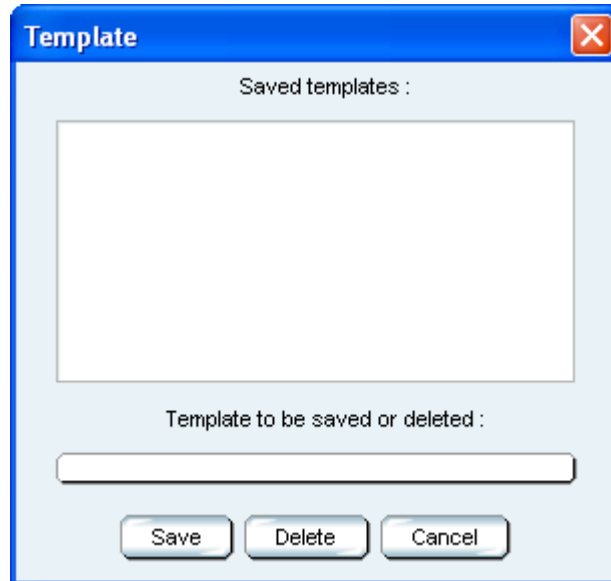 Template
Saved templates :
Template to be saved or deleted :
Save Delete Cancel